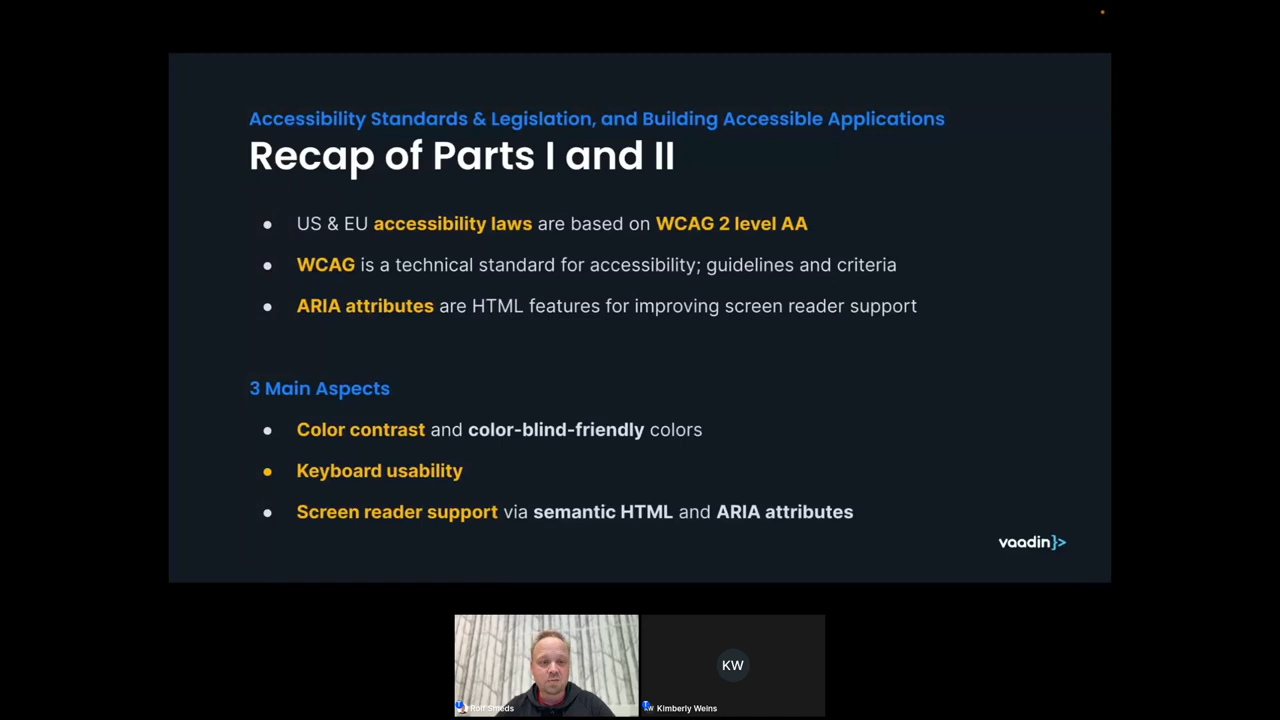 Accessibility Standards & Legislation, and Building Accessible Applications
Recap of Parts I and II
● US & EU accessibility laws are based on WCAG 2 level AA
● WCAG is a technical standard for accessibility; guidelines and criteria
● ARIA attributes are HTML features for improving screen reader support
3 Main Aspects
● Color contrast and color-blind-friendly colors
● Keyboard usability
● Screen reader support via semantic HTML and ARIA attributes
vaadin}>
KW
Rolf Smeds
Kimberly Weins